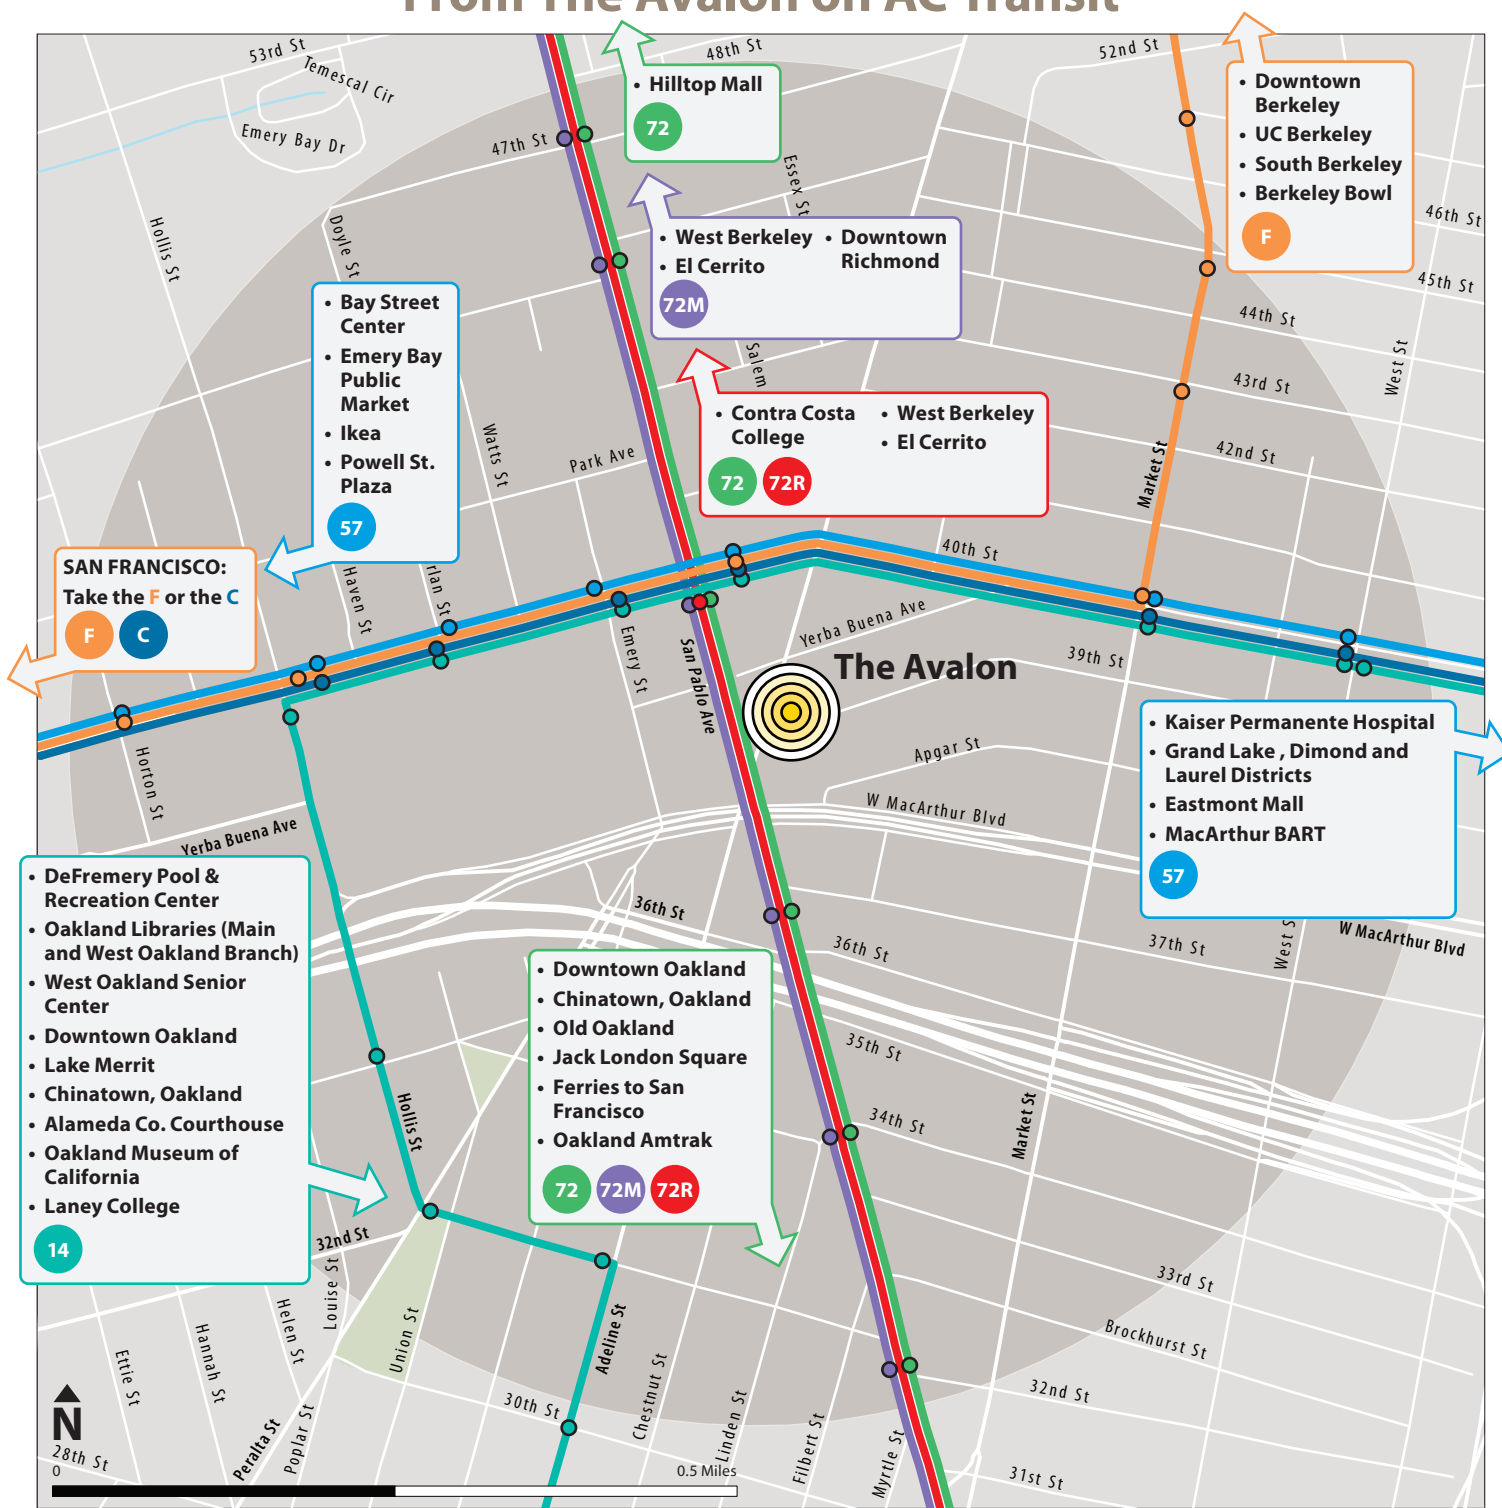 From The Avalon on AC Transit
53rd St
Temescal Cir
Emery Bay Dr
47th St
48th St
52nd St
Essex St
Hollis St
Doyle St
46th St
45th St
44th St
43rd St
42nd St
West St
Market St
Salem
Watts St
Park Ave
40th St
Haven St
rlan St
Emery St
San Pablo Ave
Yerba Buena Ave
39th St
Apgar St
W MacArthur Blvd
Horton St
Yerba Buena Ave
• Hilltop Mall
72
• West Berkeley
• El Cerrito
• Downtown
Richmond
72M
• Contra Costa
College
• West Berkeley
• El Cerrito
72
72R
• Downtown
Berkeley
• UC Berkeley
• South Berkeley
• Berkeley Bowl
F
• Bay Street
Center
• Emery Bay
Public
Market
• Ikea
• Powell St.
Plaza
57
SAN FRANCISCO:
Take the F or the C
F
C
The Avalon
• Kaiser Permanente Hospital
• Grand Lake , Dimond and
Laurel Districts
• Eastmont Mall
• MacArthur BART
57
• DeFremery Pool &
Recreation Center
• Oakland Libraries (Main
and West Oakland Branch)
• West Oakland Senior
Center
• Downtown Oakland
• Lake Merrit
• Chinatown, Oakland
• Alameda Co. Courthouse
• Oakland Museum of
California
• Laney College
14
• Downtown Oakland
• Chinatown, Oakland
• Old Oakland
• Jack London Square
• Ferries to San
Francisco
• Oakland Amtrak
72
72M
72R
36th St
36th St
37th St
West S
W MacArthur Blvd
35th St
34th St
Market St
Hollis St
32nd St
Louise St
Helen St
Hannah St
Ettie St
Union St
Adeline St
33rd St
Brockhurst St
32nd St
31st St
30th St
Chestnut St
Linden St
Filbert St
Myrtle St
Peralta St
Poplar St
28th St
N
0
0.5 Miles